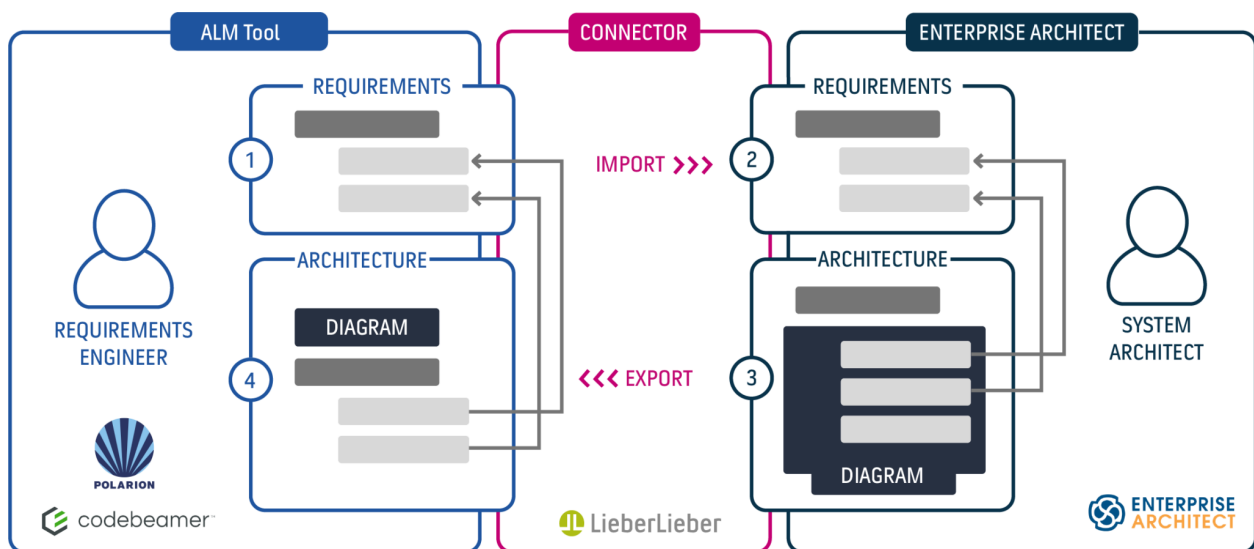 ALM Tool
CONNECTOR
ENTERPRISE ARCHITECT
REQUIREMENTS
1
REQUIREMENTS
2
IMPORT
REQUIREMENTS
ENGINEER
ARCHITECTURE
DIAGRAM
4
EXPORT
ARCHITECTURE
3
DIAGRAM
SYSTEM
ARCHITECT
POLARION
codebeamer™
LieberLieber
ENTERPRISE
ARCHITECT